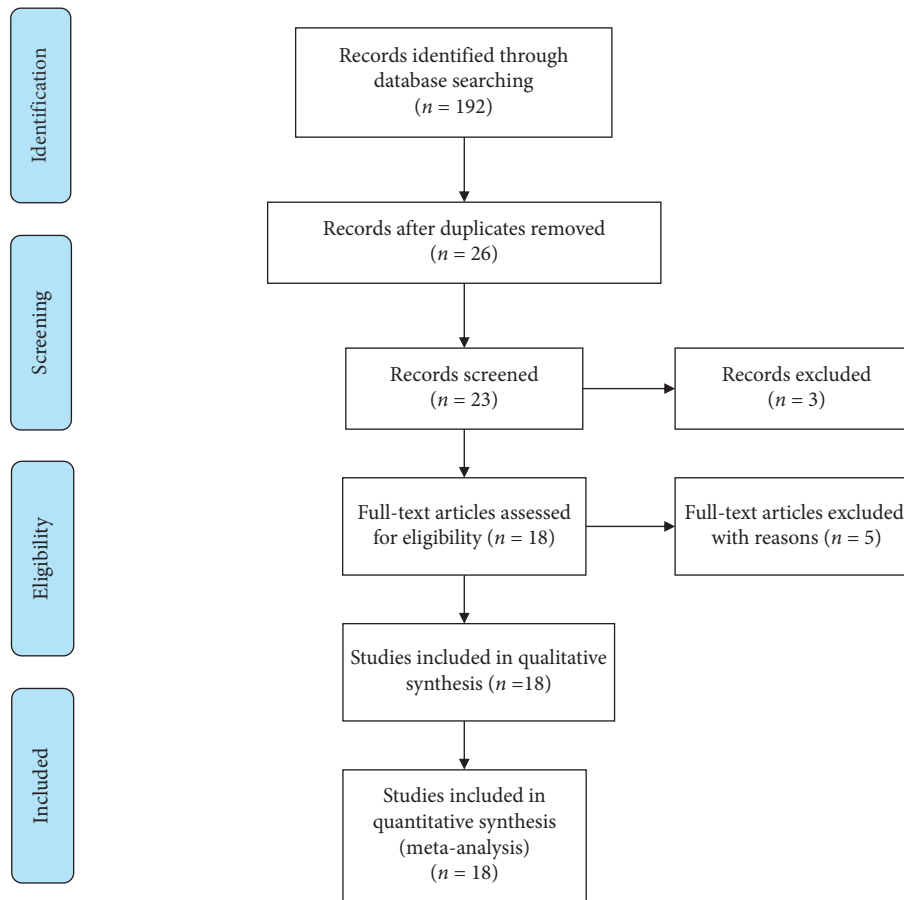 Identification
Records identified through
database searching
(n = 192)
Records after duplicates removed
(n = 26)
Screening
Records screened
(n = 23)
Records excluded
(n = 3)
Eligibility
Full-text articles assessed
for eligibility (n = 18)
Full-text articles excluded
with reasons (n = 5)
Studies included in qualitative
synthesis (n =18)
Included
Studies included in
quantitative synthesis
(meta-analysis)
(n = 18)